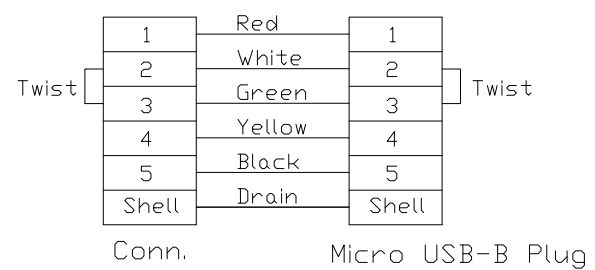 1 Red 1
2 White 2
Twist Twist
3 Green 3
4 Yellow 4
5 Black 5
Shell Drain Shell
Conn. Micro USB-B Plug